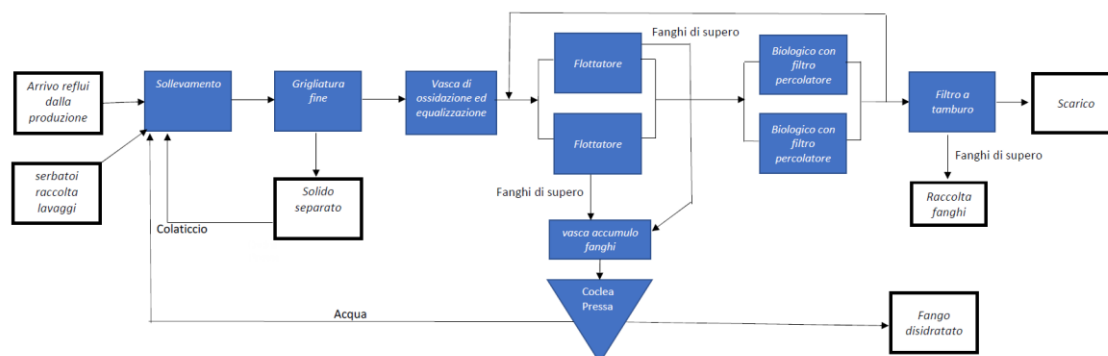 Fanghi di supero
Arrivo reflui
dalla
produzione
Sollevamento
Grigliatura
fine
Vasca di
ossidazione ed
equalizzazione
Flottatore
Biologico con
filtro
percolatore
Filtro a
tamburo
Scarico
Flottatore
Biologico con
filtro
percolatore
serbatoi
raccolta
lavaggi
Solido
separato
Colaticcio
Fanghi di supero
Fanghi di supero
Raccolta
fanghi
vasca accumulo
fanghi
Coclea
Pressa
Acqua
Fango
disidratato